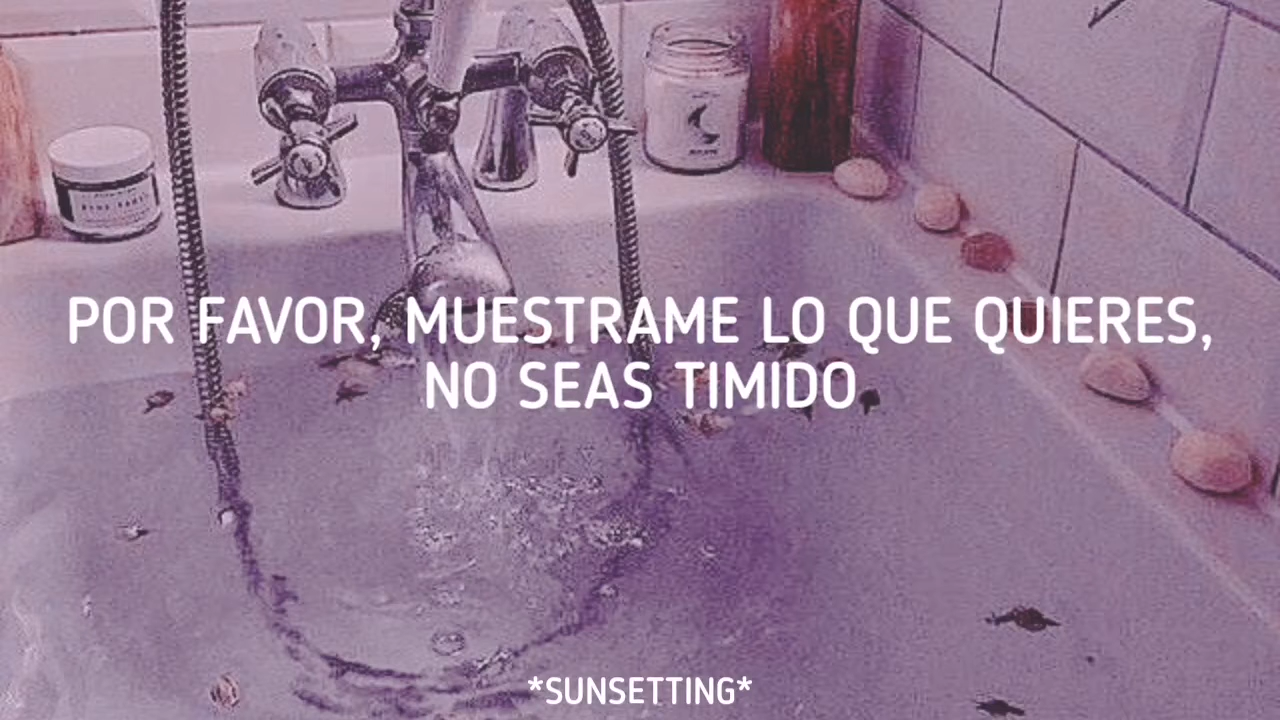 POR FAVOR, MUESTRAME LO QUE QUIERES,
NO SEAS TIMIDO
*SUNSETTING*